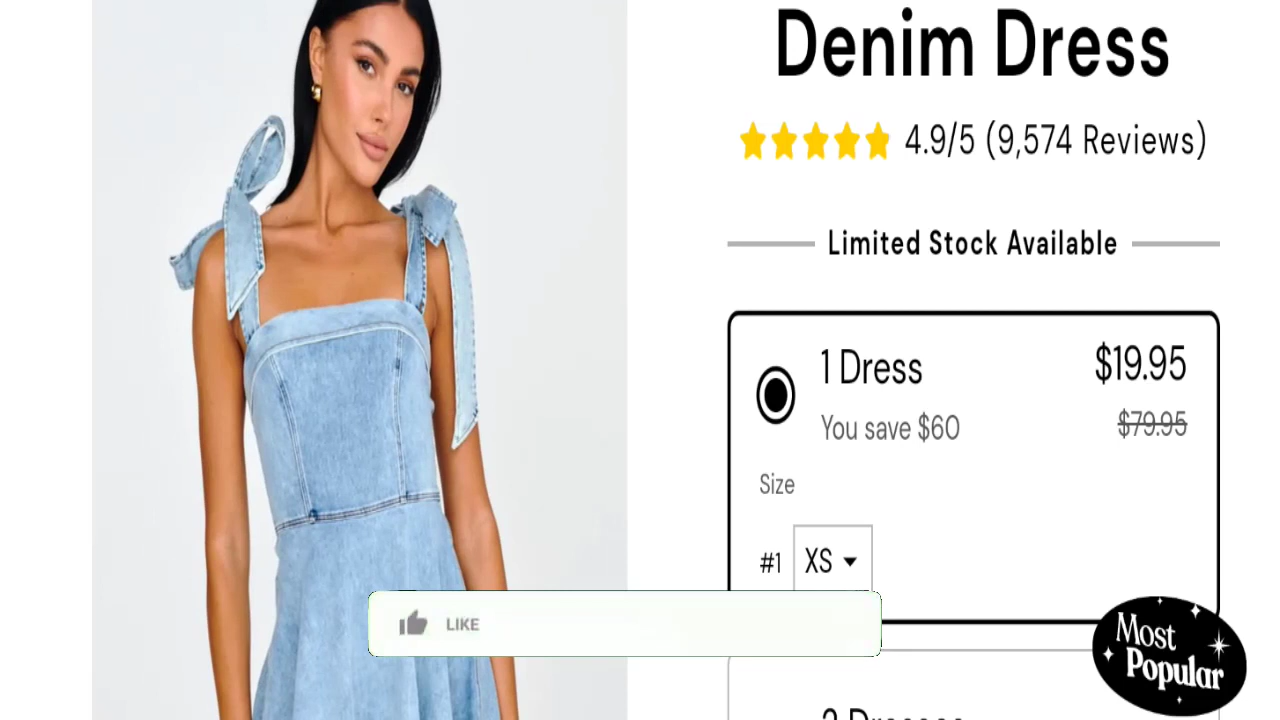 Denim Dress
4.9/5 (9,574 Reviews)
Limited Stock Available
1 Dress
$19.95
You save $60
$79.95
Size
#1 XS
LIKE
Most
Popular